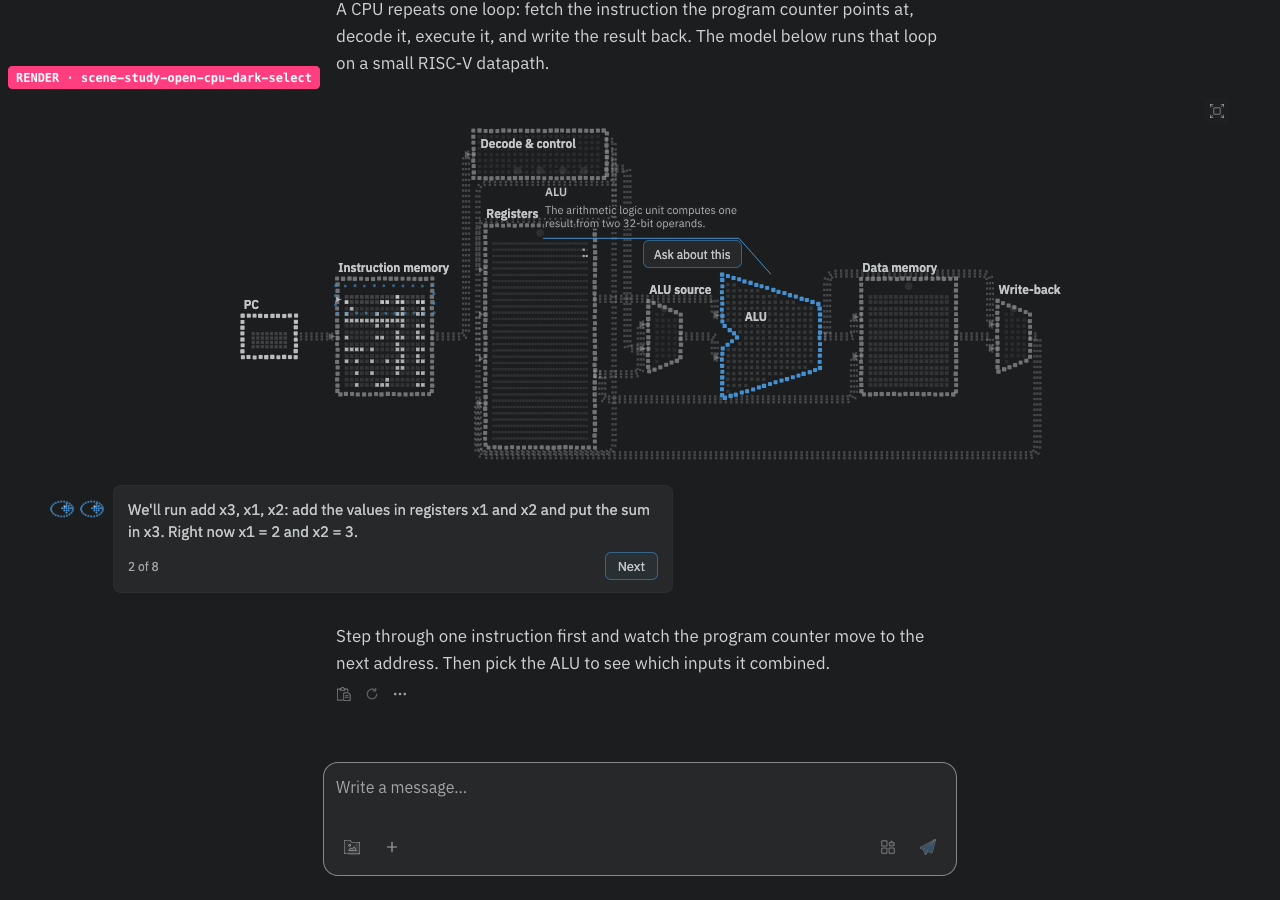 A CPU repeats one loop: fetch the instruction the program counter points at,
decode it, execute it, and write the result back. The model below runs that loop
on a small RISC-V datapath.
RENDER · scene-study-open-cpu-dark-select
Decode & control
ALU
The arithmetic logic unit computes one
result from two 32-bit operands.
Registers
Ask about this
Instruction memory
Data memory
ALU source
Write-back
PC
ALU
We'll run add x3, x1, x2: add the values in registers x1 and x2 and put the sum
in x3. Right now x1 = 2 and x2 = 3.
2 of 8
Next
Step through one instruction first and watch the program counter move to the
next address. Then pick the ALU to see which inputs it combined.
Write a message...